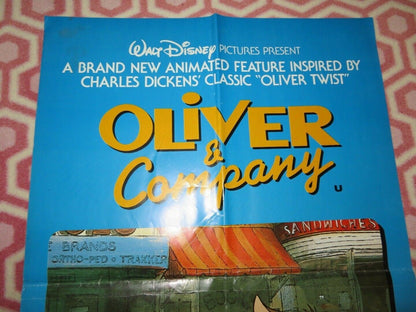 WALT DISNEY PICTURES PRESENT
A BRAND NEW ANIMATED FEATURE INSPIRED BY
CHARLES DICKENS' CLASSIC "OLIVER TWIST"
OLIVER
&
Company
U
SANDWICHES
BRANDS
ORTHO-PED • TRAKKER